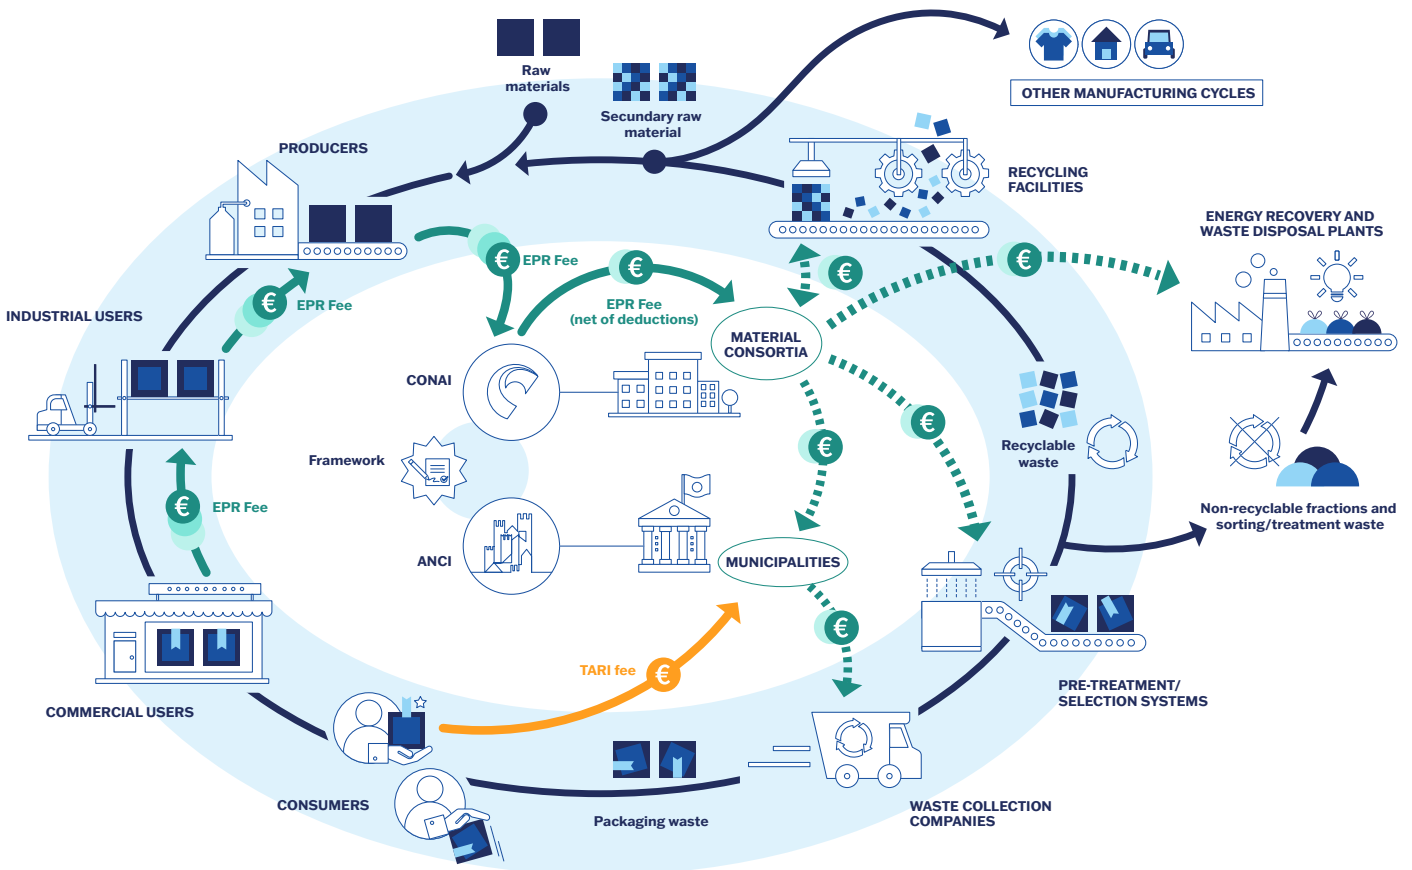 Raw
materials
Secundary raw
material
OTHER MANUFACTURING CYCLES
PRODUCERS
RECYCLING
FACILITIES
ENERGY RECOVERY AND
WASTE DISPOSAL PLANTS
€ EPR Fee
€
€
€
€ EPR Fee
EPR Fee
(net of deductions)
INDUSTRIAL USERS
MATERIAL
CONSORTIA
CONAI
€
Recyclable
waste
€
Framework
€ EPR Fee
Non-recyclable fractions and
sorting/treatment waste
ANCI
MUNICIPALITIES
€
TARI fee €
COMMERCIAL USERS
PRE-TREATMENT/
SELECTION SYSTEMS
CONSUMERS
Packaging waste
WASTE COLLECTION
COMPANIES